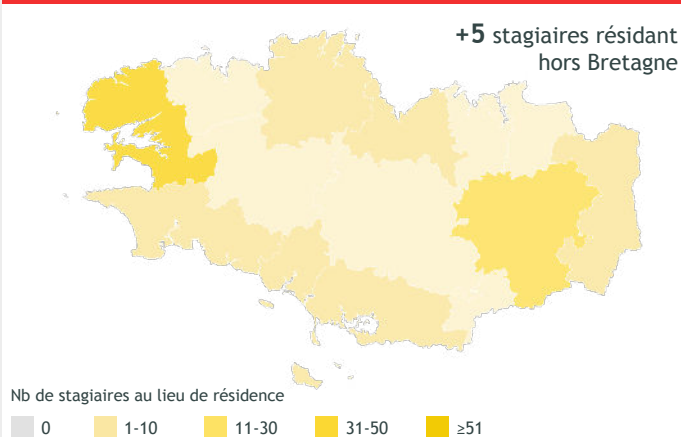 +5 stagiaires résidant
hors Bretagne
Nb de stagiaires au lieu de résidence
0 1-10 11-30 31-50 ≥51